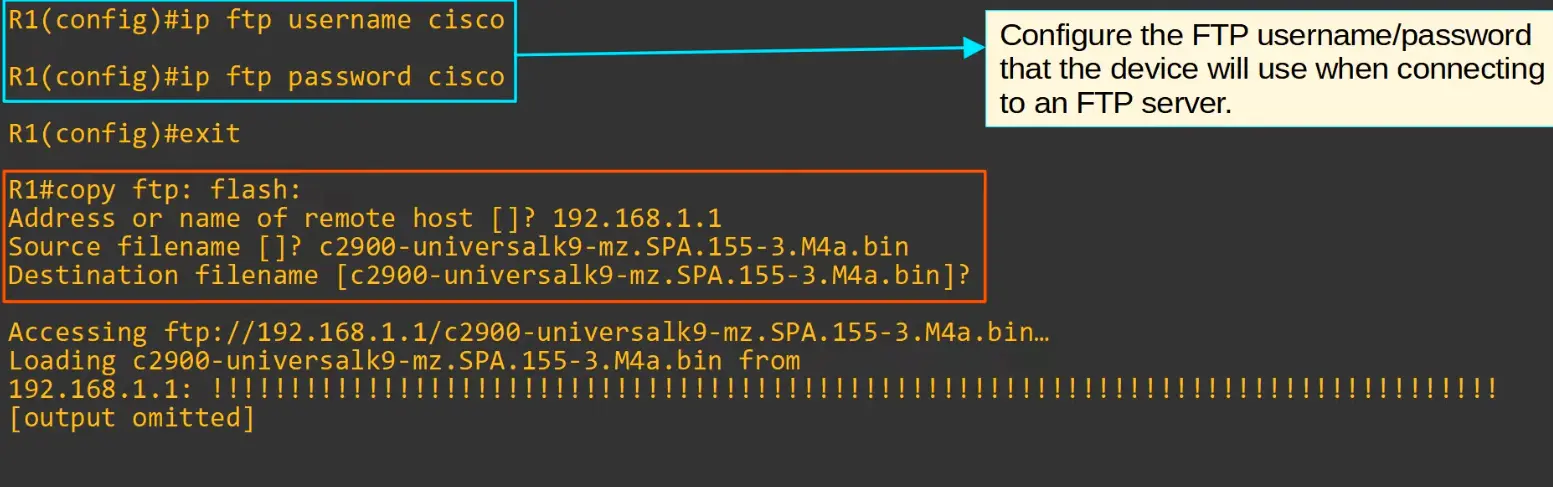 R1(config)#ip ftp username cisco
R1(config)#ip ftp password cisco
Configure the FTP username/password
that the device will use when connecting
to an FTP server.
R1(config)#exit
R1#copy ftp: flash:
Address or name of remote host []? 192.168.1.1
Source filename []? c2900-universalk9-mz.SPA.155-3.M4a.bin
Destination filename [c2900-universalk9-mz.SPA.155-3.M4a.bin]?
Accessing ftp://192.168.1.1/c2900-universalk9-mz.SPA.155-3.M4a.bin…
Loading c2900-universalk9-mz.SPA.155-3.M4a.bin from
192.168.1.1: !!!!!!!!!!!!!!!!!!!!!!!!!!!!!!!!!!!!!!!!!!!!!!!!!!!!!!!!!!!!!!!!!!!!!!!!!!!!!!!!!!!
[output omitted]